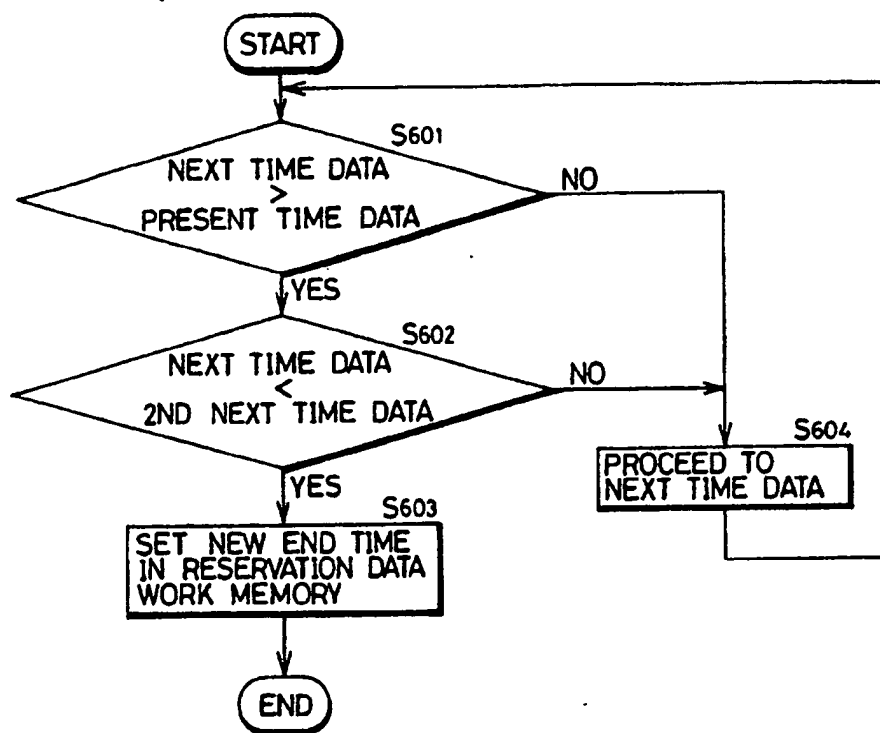 START
S601
NEXT TIME DATA
>
PRESENT TIME DATA
NO
YES
S602
NEXT TIME DATA
<
2ND NEXT TIME DATA
NO
YES
S604
PROCEED TO
NEXT TIME DATA
S603
SET NEW END TIME
IN RESERVATION DATA
WORK MEMORY
END